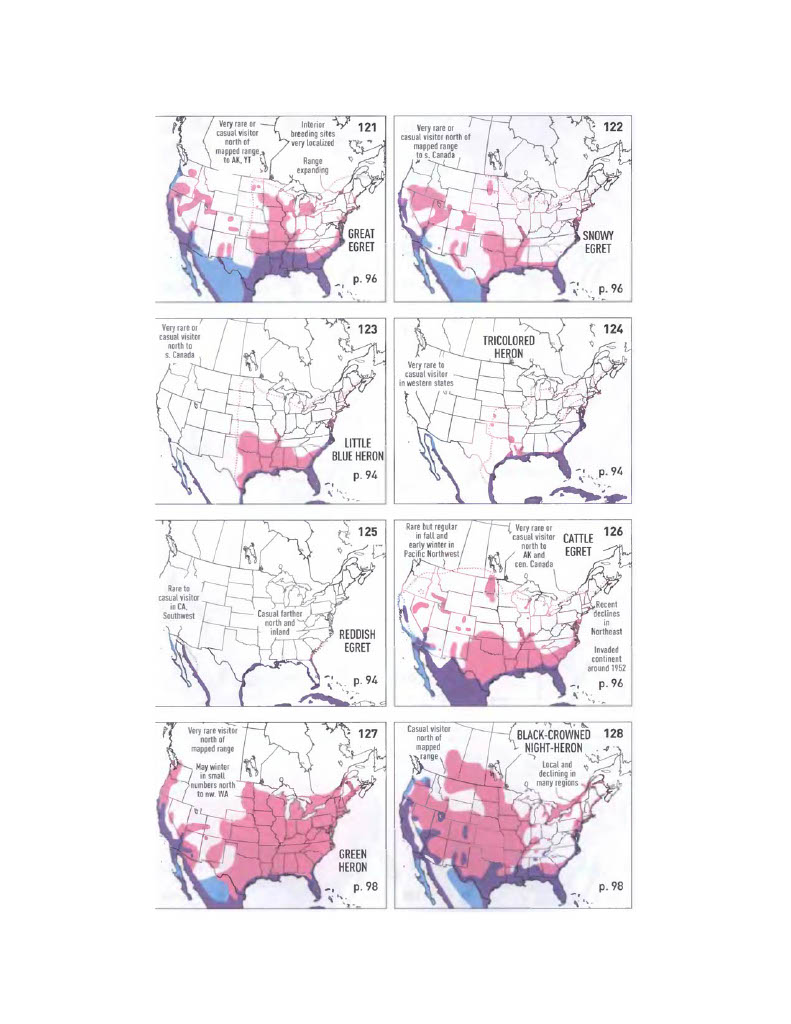 Very rare or
casual visitor
north of
mapped range
to AK, YT
Interior
breeding sites
very localized
Range
expanding
121
GREAT
EGRET
p. 96
Very rare or
casual visitor north of
mapped range
to s. Canada
122
SNOWY
EGRET
p. 96
Very rare or
casual visitor
north to
s. Canada
123
LITTLE
BLUE HERON
p. 94
TRICOLORED
HERON
124
Very rare to
casual visitor
in western states
p. 94
125
Rare to
casual visitor
in CA,
Southwest
Casual farther
north and
inland
REDDISH
EGRET
p. 94
Rare but regular
in fall and
early winter in
Pacific Northwest
Very rare or
casual visitor
north to
AK and
cen. Canada
CATTLE
EGRET
126
Recent
declines
in
Northeast
Invaded
continent
around 1952
p. 96
Very rare visitor
north of
mapped range
127
May winter
in small
numbers north
to nw. WA
GREEN
HERON
p. 98
Casual visitor
north of
mapped
range
BLACK-CROWNED
NIGHT-HERON
128
Local and
declining in
many regions
p. 98